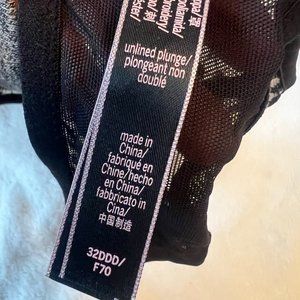 unlined plunge/
plongeant non
doublé
made in
China/
fabriqué en
Chine/hecho
en China/
fabbricato in
Cina/
中国制造
32DDD/
F70